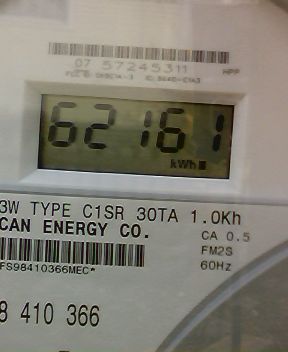 07 57245311 HPP
62161
kWh
3W TYPE C1SR 30TA 1.0Kh
CAN ENERGY CO. CA 0.5
FM2S
FS98410366MEC* 60Hz
8 410 366